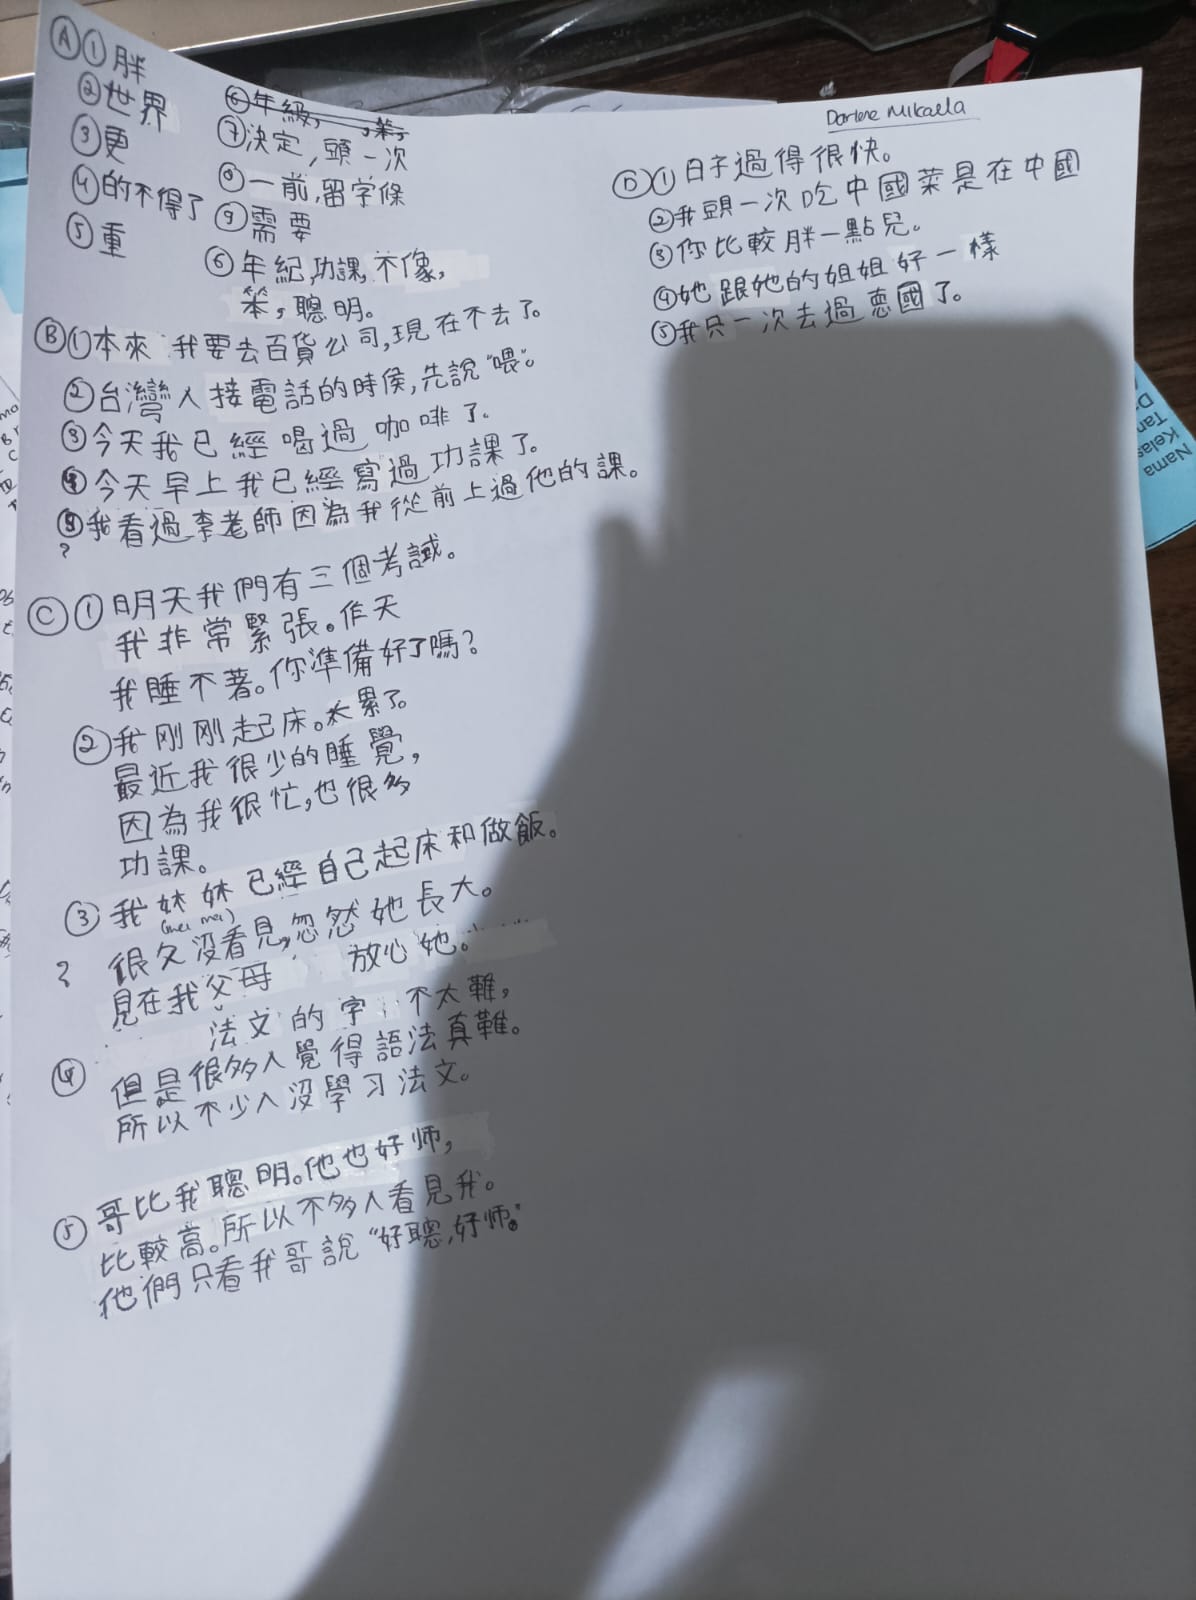 Darlene Mikaela
A ① 胖
② 世界
③ 更
④ 的不得了
⑤ 重
⑦ 決定,頭一次
⑧ 一前,留字條
⑨ 需要
⑥ 年紀,功課,不像,
笨,聰明。
B ① 本來 我要去百貨公司,現在不去了。
② 台灣人接電話的時侯,先說"喂"。
③ 今天我已經喝過咖啡了.
④ 今天早上我已經寫過功課了。
⑤ 我看過李老師因為我從前上過他的課。
?
C ① 明天我們有三個考試。
我非常緊張。作天
我睡不著。你準備好了嗎?
② 我刚刚起床。太累了。
最近我很少的睡覺,
因為我很忙,也很多
功課。
③ 我妹妹已經自己起床和做飯。
(mei mei)
? 很久没看見,忽然她長大。
見在我父母 放心她。
④ 法文的字 不太難,
但是很多人覺得語法真難。
所以不少人沒學习法文。
⑤ 哥比我聰明。他也好师,
比較高。所以不多人看見我。
他們只看我哥說"好聰,好师。"
D ① 日子過得很快。
② 我頭一次吃中國菜是在中國
③ 你比較胖一點兒。
④ 她跟她的姐姐好一樣
⑤ 我只一次去過德國了。
Nama
Kelas